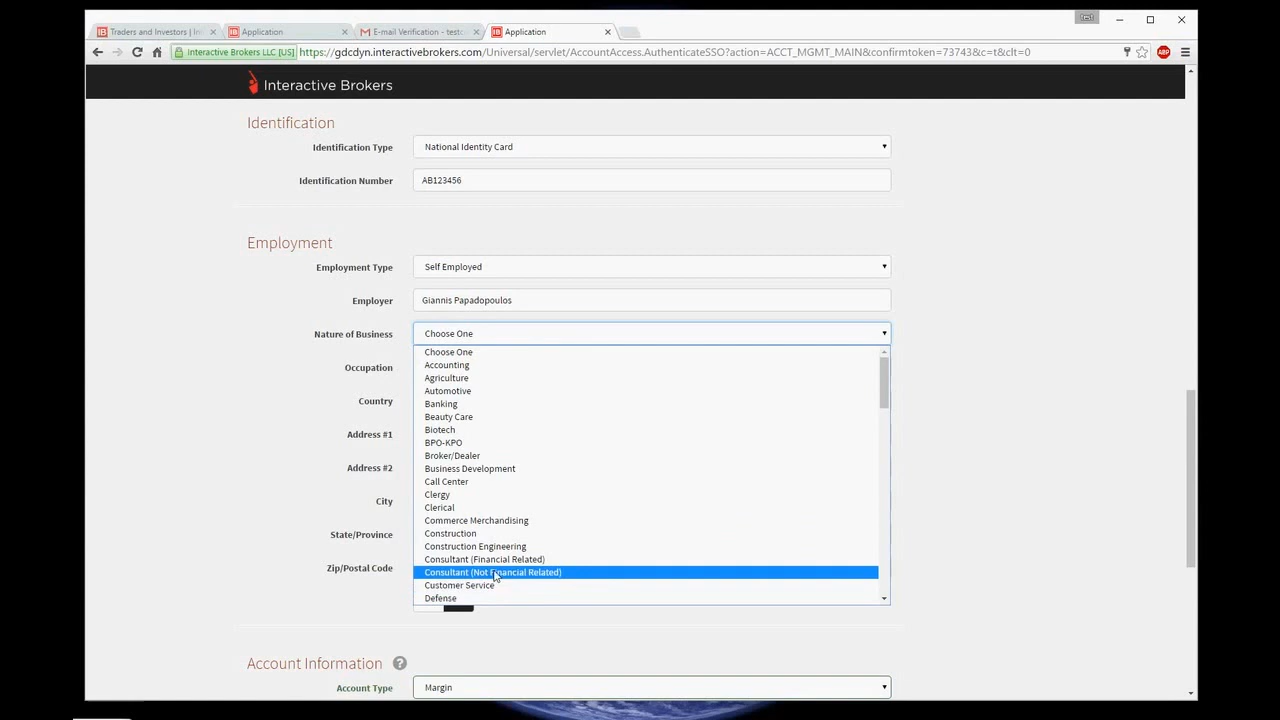 test
Traders and Investors | In
Application
E-mail Verification - testc
Application
Interactive Brokers LLC [US]
https://gdcdyn.interactivebrokers.com/Universal/servlet/AccountAccess.AuthenticateSSO?action=ACCT_MGMT_MAIN&confirmtoken=73743&c=t&clt=0
ABP
Interactive Brokers
Identification
Identification Type
National Identity Card
Identification Number
AB123456
Employment
Employment Type
Self Employed
Employer
Giannis Papadopoulos
Nature of Business
Choose One
Choose One
Accounting
Occupation
Agriculture
Automotive
Country
Banking
Beauty Care
Biotech
Address #1
BPO-KPO
Broker/Dealer
Address #2
Business Development
Call Center
Clergy
City
Clerical
Commerce Merchandising
State/Province
Construction
Construction Engineering
Consultant (Financial Related)
Zip/Postal Code
Consultant (Not Financial Related)
Customer Service
Defense
Account Information ?
Account Type
Margin